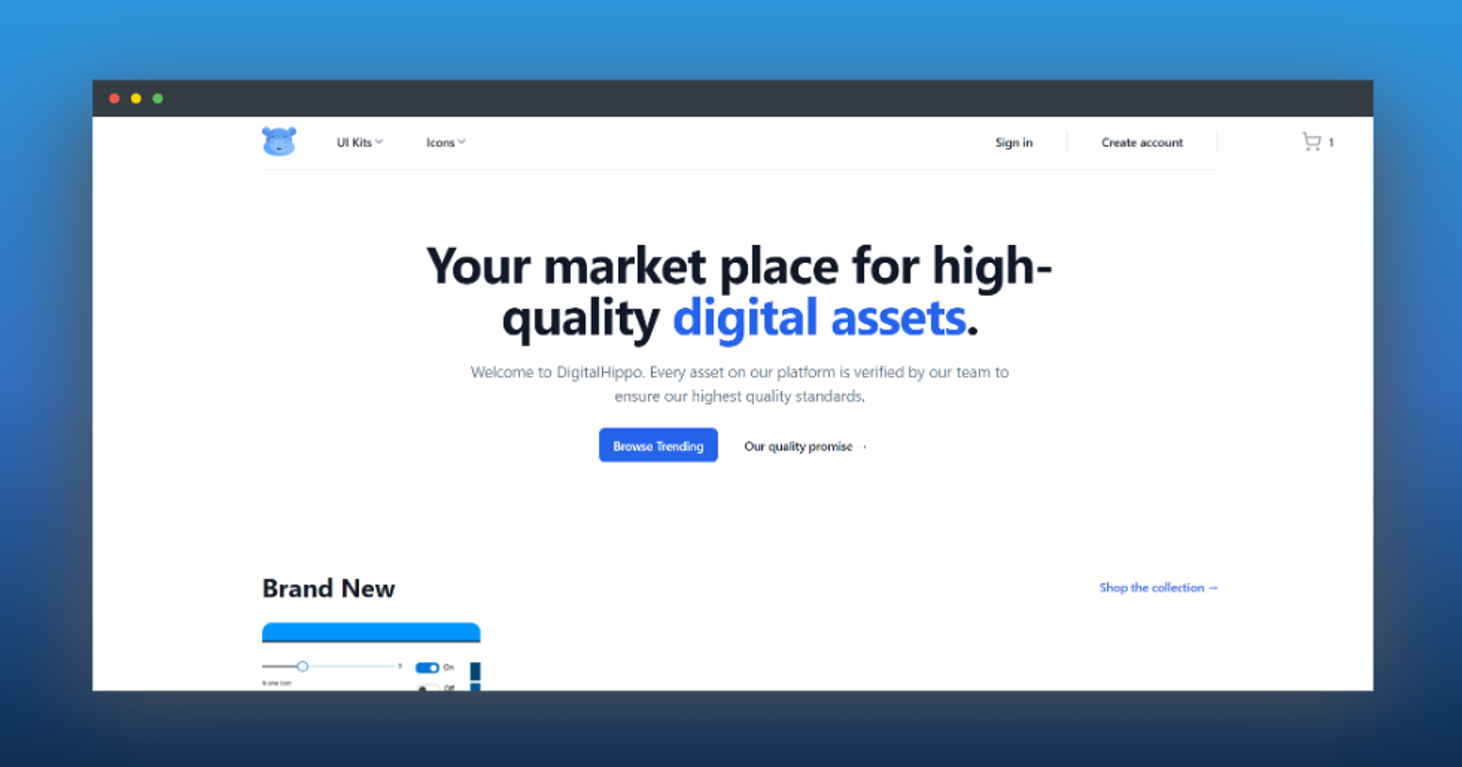 UI Kits
Icons
Sign in
Create account
1
Your market place for high-
quality digital assets.
Welcome to DigitalHippo. Every asset on our platform is verified by our team to
ensure our highest quality standards.
Browse Trending
Our quality promise →
Brand New
Shop the collection →
On
Off